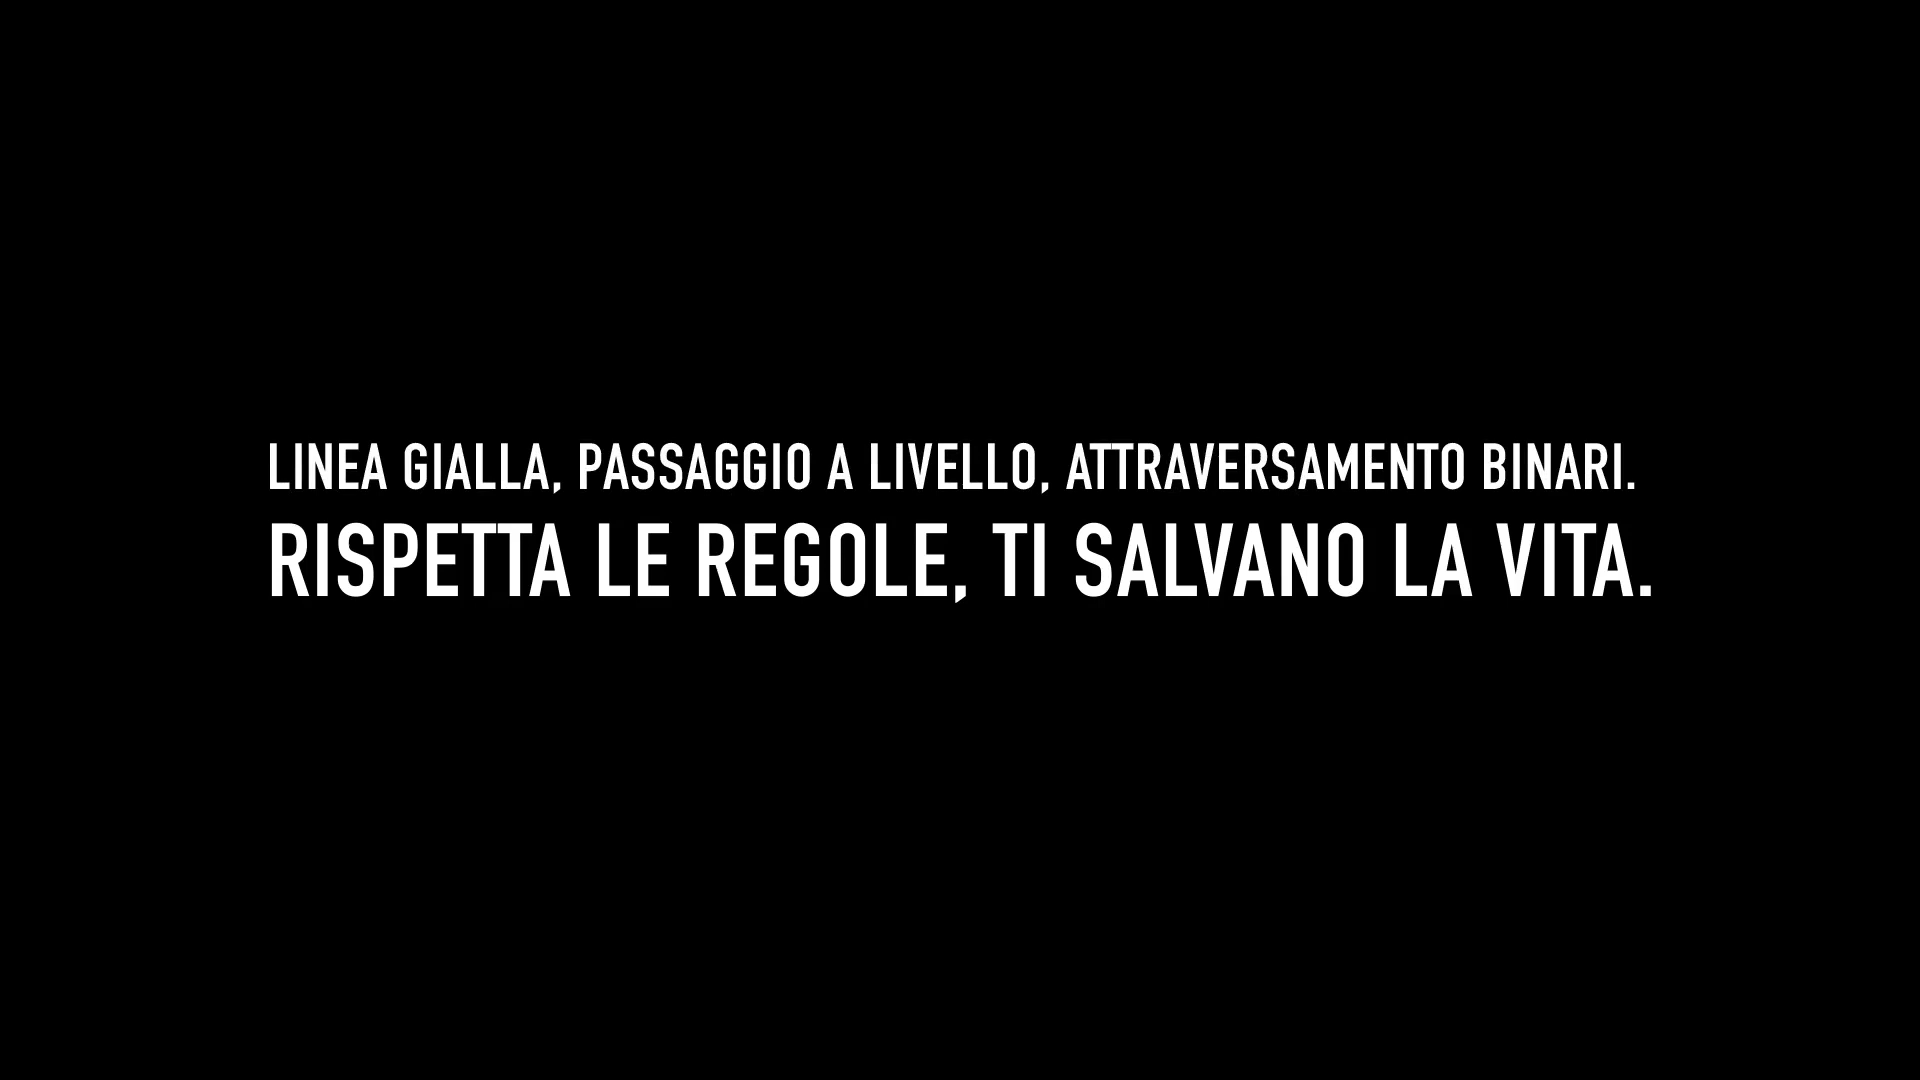 LINEA GIALLA, PASSAGGIO A LIVELLO, ATTRAVERSAMENTO BINARI.
RISPETTA LE REGOLE, TI SALVANO LA VITA.